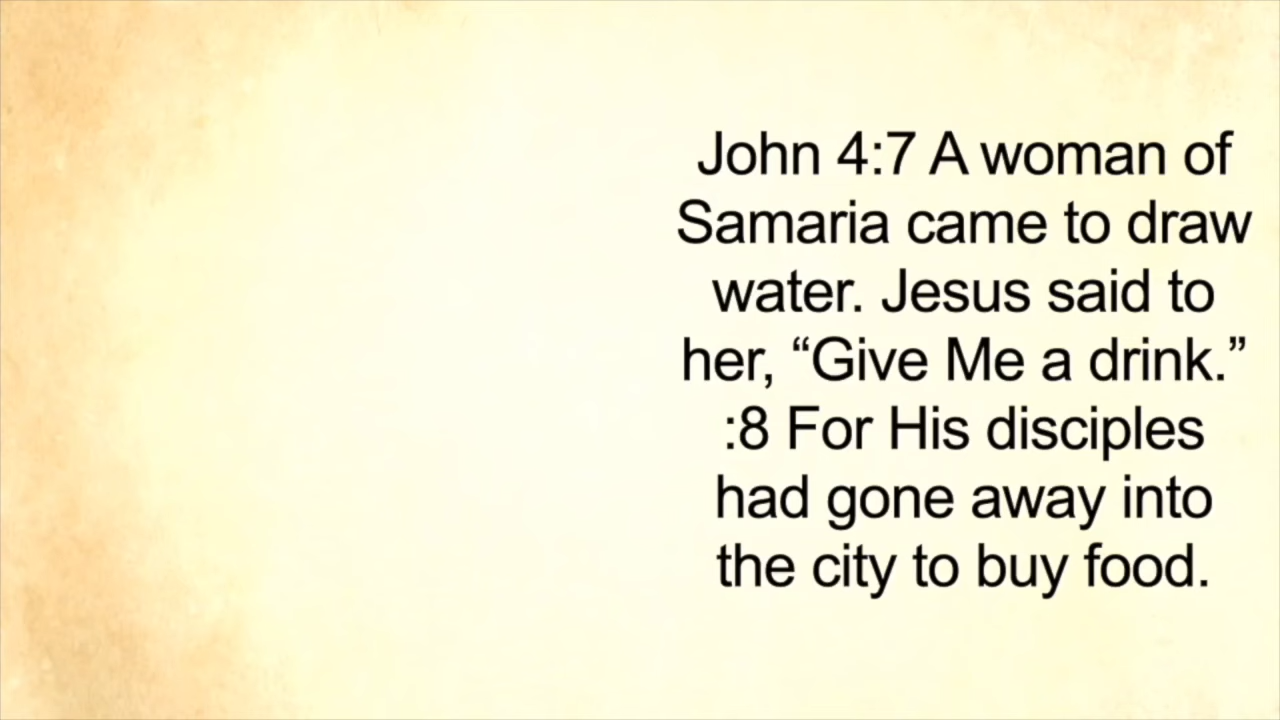 John 4:7 A woman of
Samaria came to draw
water. Jesus said to
her, “Give Me a drink.”
:8 For His disciples
had gone away into
the city to buy food.